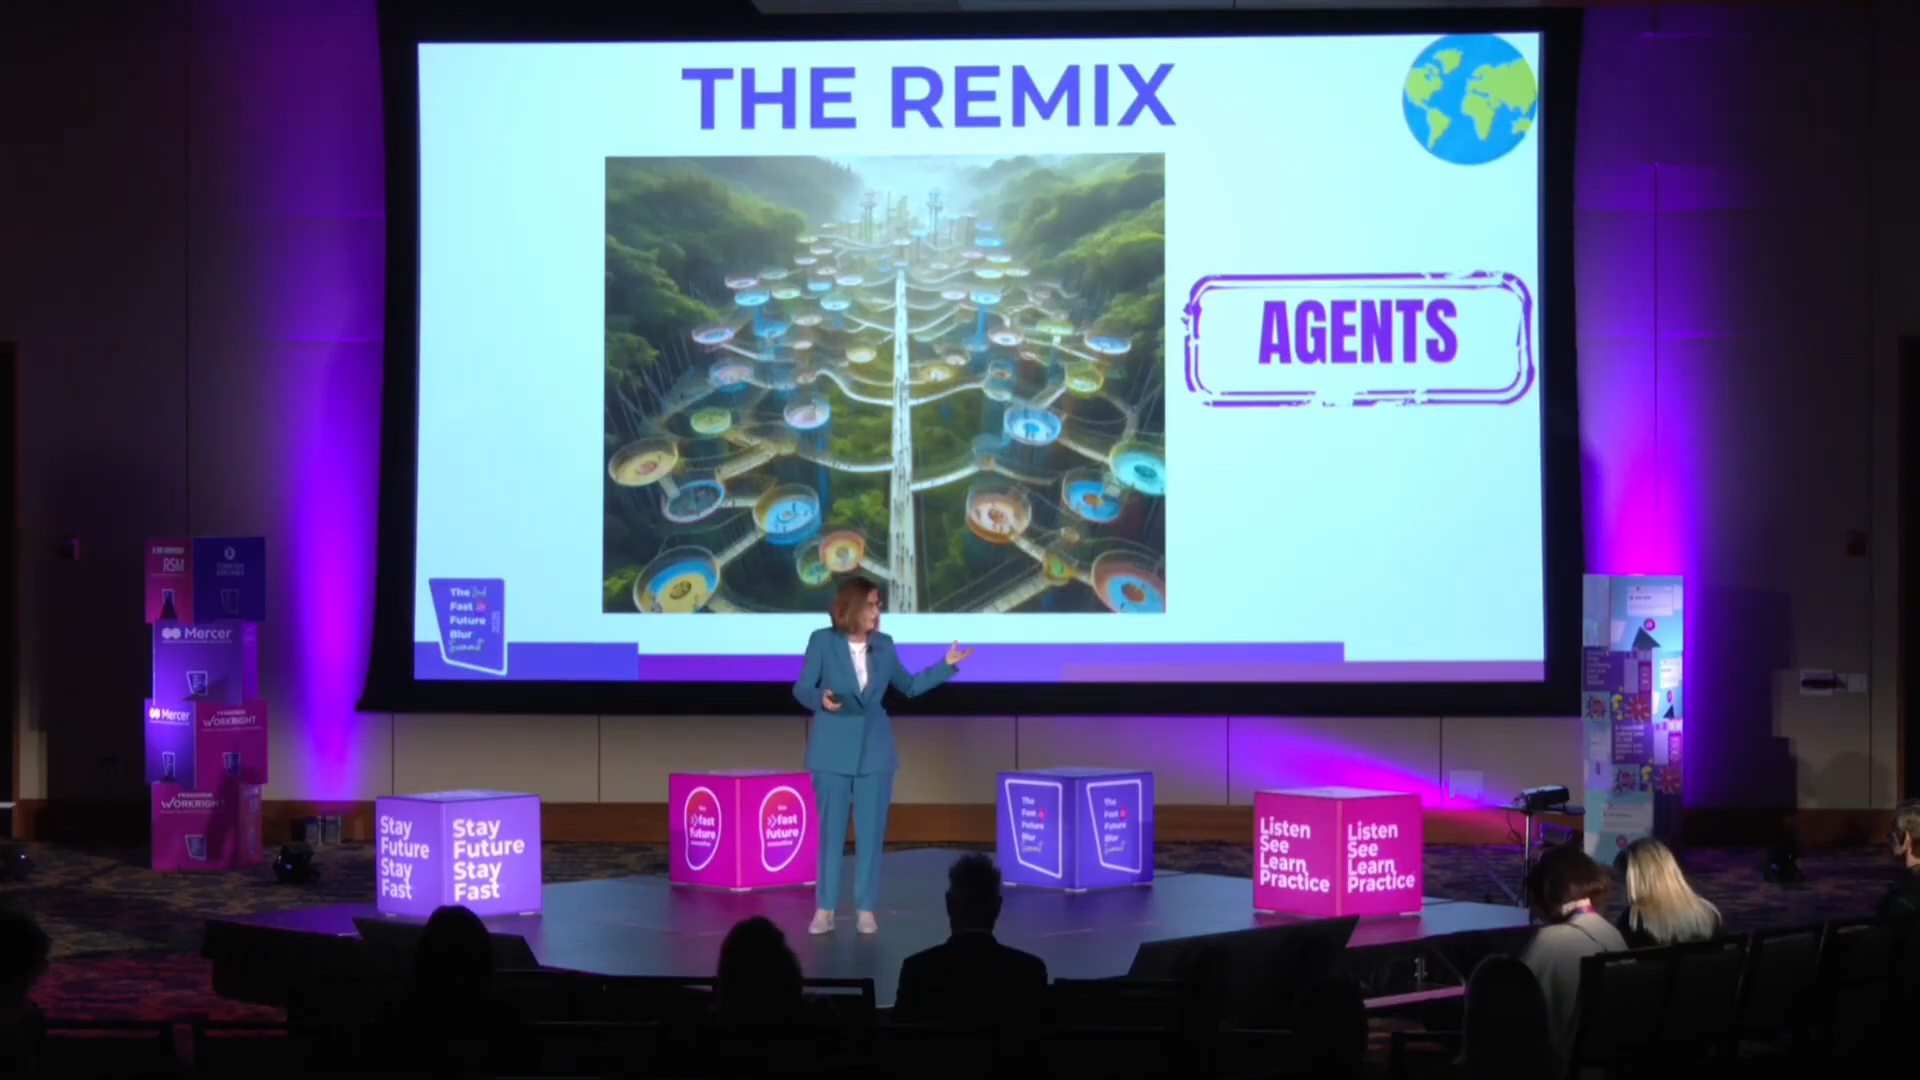 THE REMIX
AGENTS
The
Fast
Future
Blur
Summit
2025
RSM
Mercer
Mercer
WORKRIGHT
WORKRIGHT
Stay
Future
Stay
Fast
Stay
Future
Stay
Fast
fast
future
fast
future
executive
The
Fast
Future
Blur
Summit
The
Fast
Future
Blur
Summit
Listen
See
Learn
Practice
Listen
See
Learn
Practice